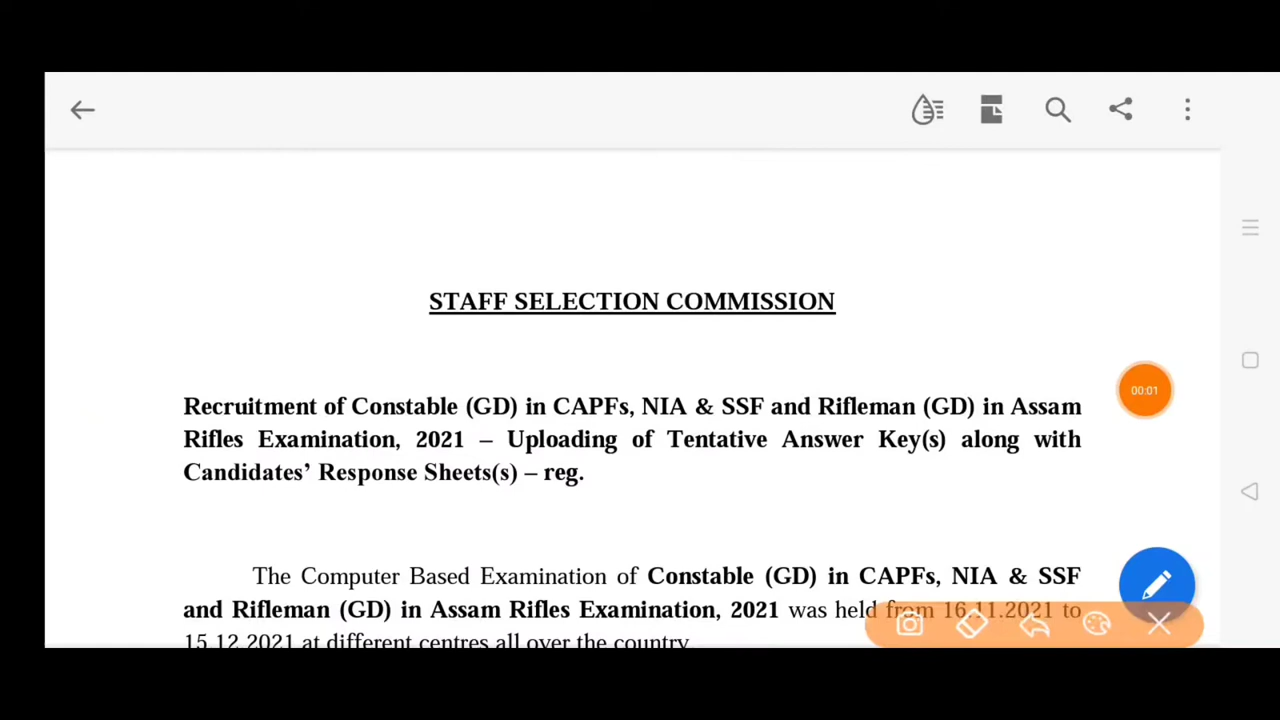 STAFF SELECTION COMMISSION
Recruitment of Constable (GD) in CAPFs, NIA & SSF and Rifleman (GD) in Assam
Rifles Examination, 2021 – Uploading of Tentative Answer Key(s) along with
Candidates’ Response Sheets(s) – reg.
00:01
The Computer Based Examination of Constable (GD) in CAPFs, NIA & SSF
and Rifleman (GD) in Assam Rifles Examination, 2021 was held from 16.11.2021 to
15.12.2021 at different centres all over the country.